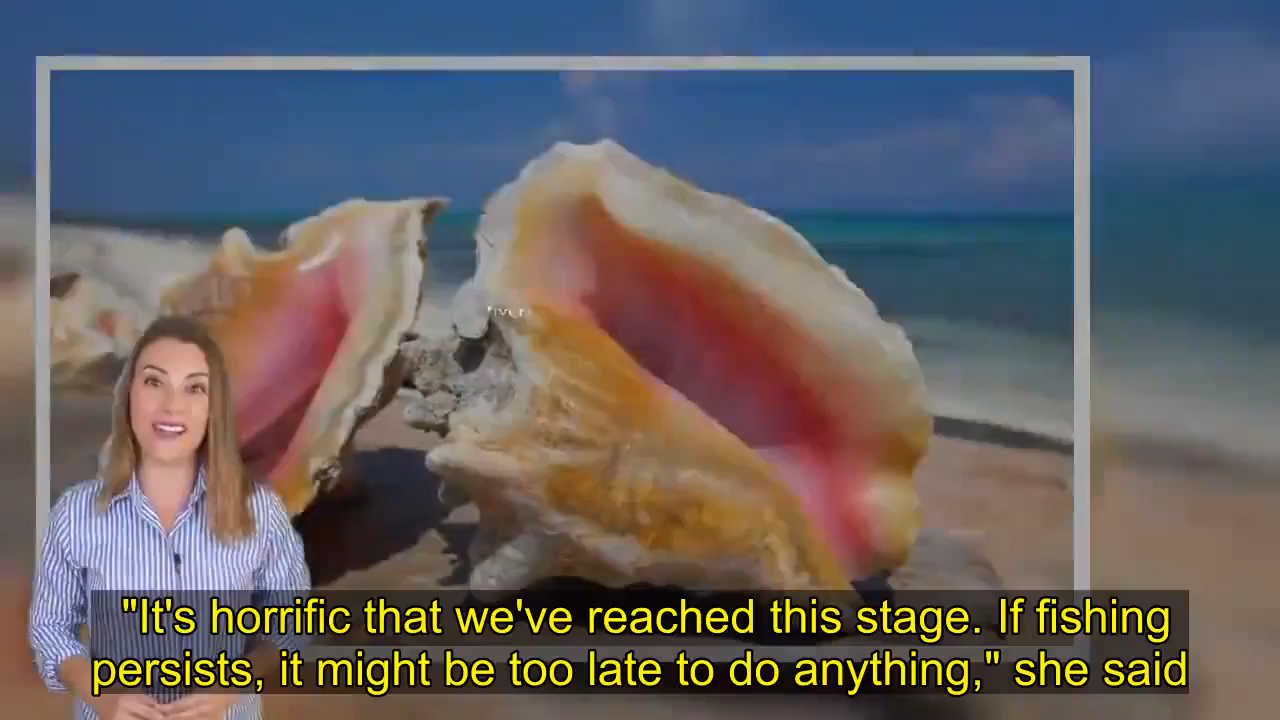 "It's horrific that we've reached this stage. If fishing
persists, it might be too late to do anything," she said